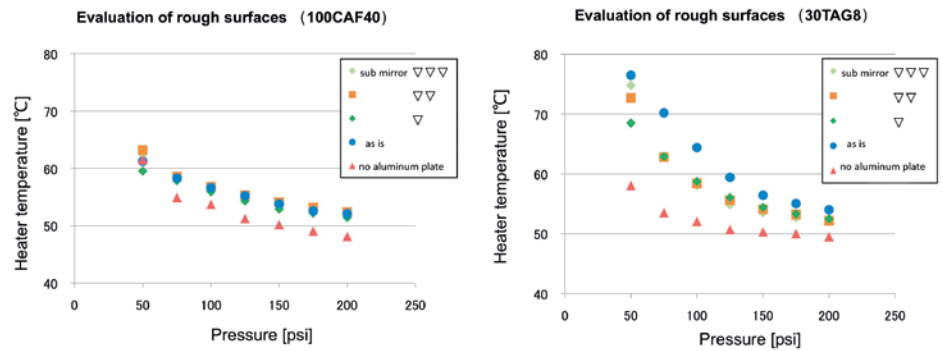 Evaluation of rough surfaces （100CAF40）
80
70
60
50
40
0
50
100
150
200
250
Heater temperature [℃]
Pressure [psi]
sub mirror ▽▽▽
▽▽
▽
as is
no aluminum plate
Evaluation of rough surfaces （30TAG8）
80
70
60
50
40
0
50
100
150
200
250
Heater temperature [℃]
Pressure [psi]
sub mirror ▽▽▽
▽▽
▽
as is
no aluminum plate